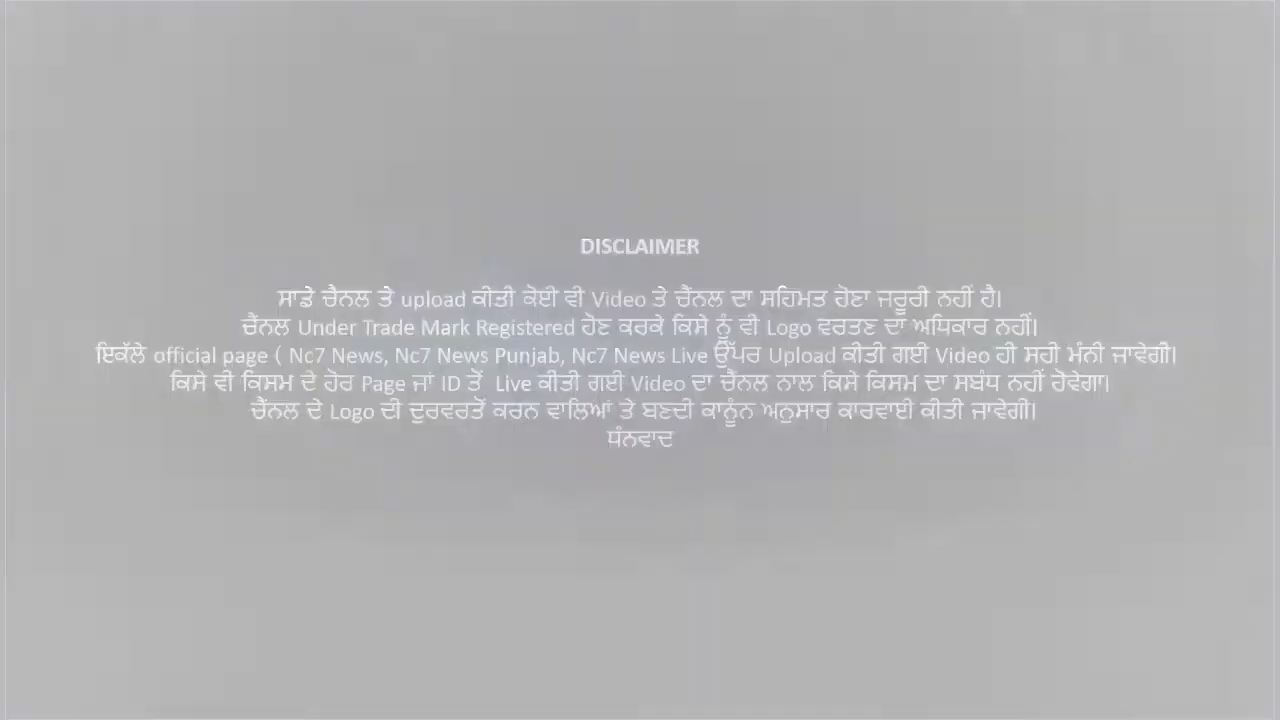 DISCLAIMER
ਸਾਡੇ ਚੈਨਲ ਤੇ upload ਕੀਤੀ ਕੋਈ ਵੀ Video ਤੇ ਚੈੱਨਲ ਦਾ ਸਹਿਮਤ ਹੋਣਾ ਜਰੂਰੀ ਨਹੀਂ ਹੈ।
ਚੈੱਨਲ Under Trade Mark Registered ਹੋਣ ਕਰਕੇ ਕਿਸੇ ਨੂੰ ਵੀ Logo ਵਰਤਣ ਦਾ ਅਧਿਕਾਰ ਨਹੀਂ।
ਇਕੱਲੇ official page ( Nc7 News, Nc7 News Punjab, Nc7 News Live ਉੱਪਰ Upload ਕੀਤੀ ਗਈ Video ਹੀ ਸਹੀ ਮੰਨੀ ਜਾਵੇਗੀ।
ਕਿਸੇ ਵੀ ਕਿਸਮ ਦੇ ਹੋਰ Page ਜਾਂ ID ਤੋਂ Live ਕੀਤੀ ਗਈ Video ਦਾ ਚੈੱਨਲ ਨਾਲ ਕਿਸੇ ਕਿਸਮ ਦਾ ਸਬੰਧ ਨਹੀਂ ਹੋਵੇਗਾ।
ਚੈੱਨਲ ਦੇ Logo ਦੀ ਦੁਰਵਰਤੋਂ ਕਰਨ ਵਾਲਿਆਂ ਤੇ ਬਣਦੀ ਕਾਨੂੰਨ ਅਨੁਸਾਰ ਕਾਰਵਾਈ ਕੀਤੀ ਜਾਵੇਗੀ।
ਧੰਨਵਾਦ